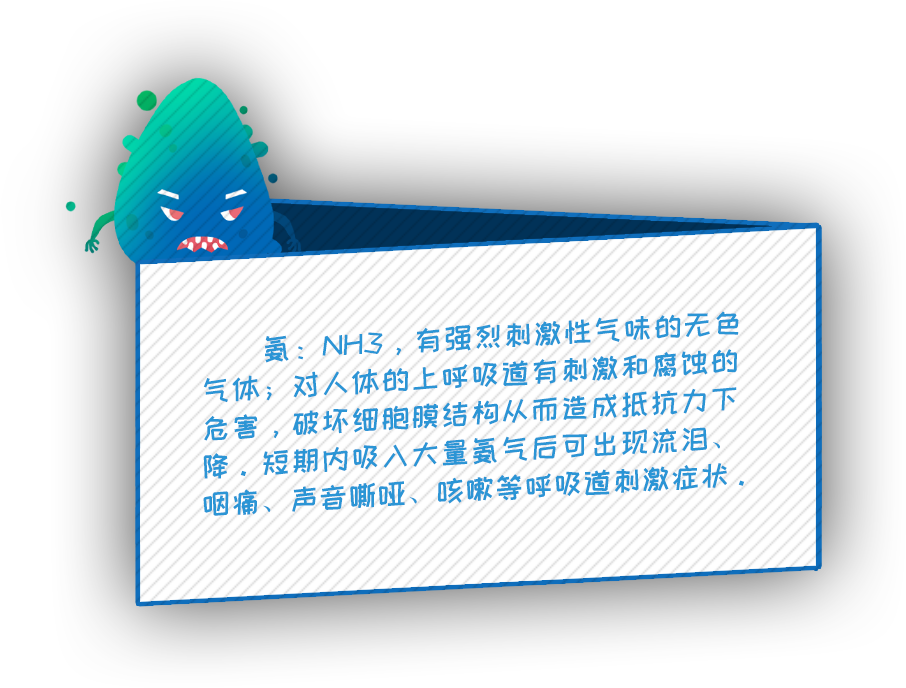 氨：NH3，有强烈刺激性气味的无色
气体；对人体的上呼吸道有刺激和腐蚀的
危害，破坏细胞膜结构从而造成抵抗力下
降。短期内吸入大量氨气后可出现流泪、
咽痛、声音嘶哑、咳嗽等呼吸道刺激症状。